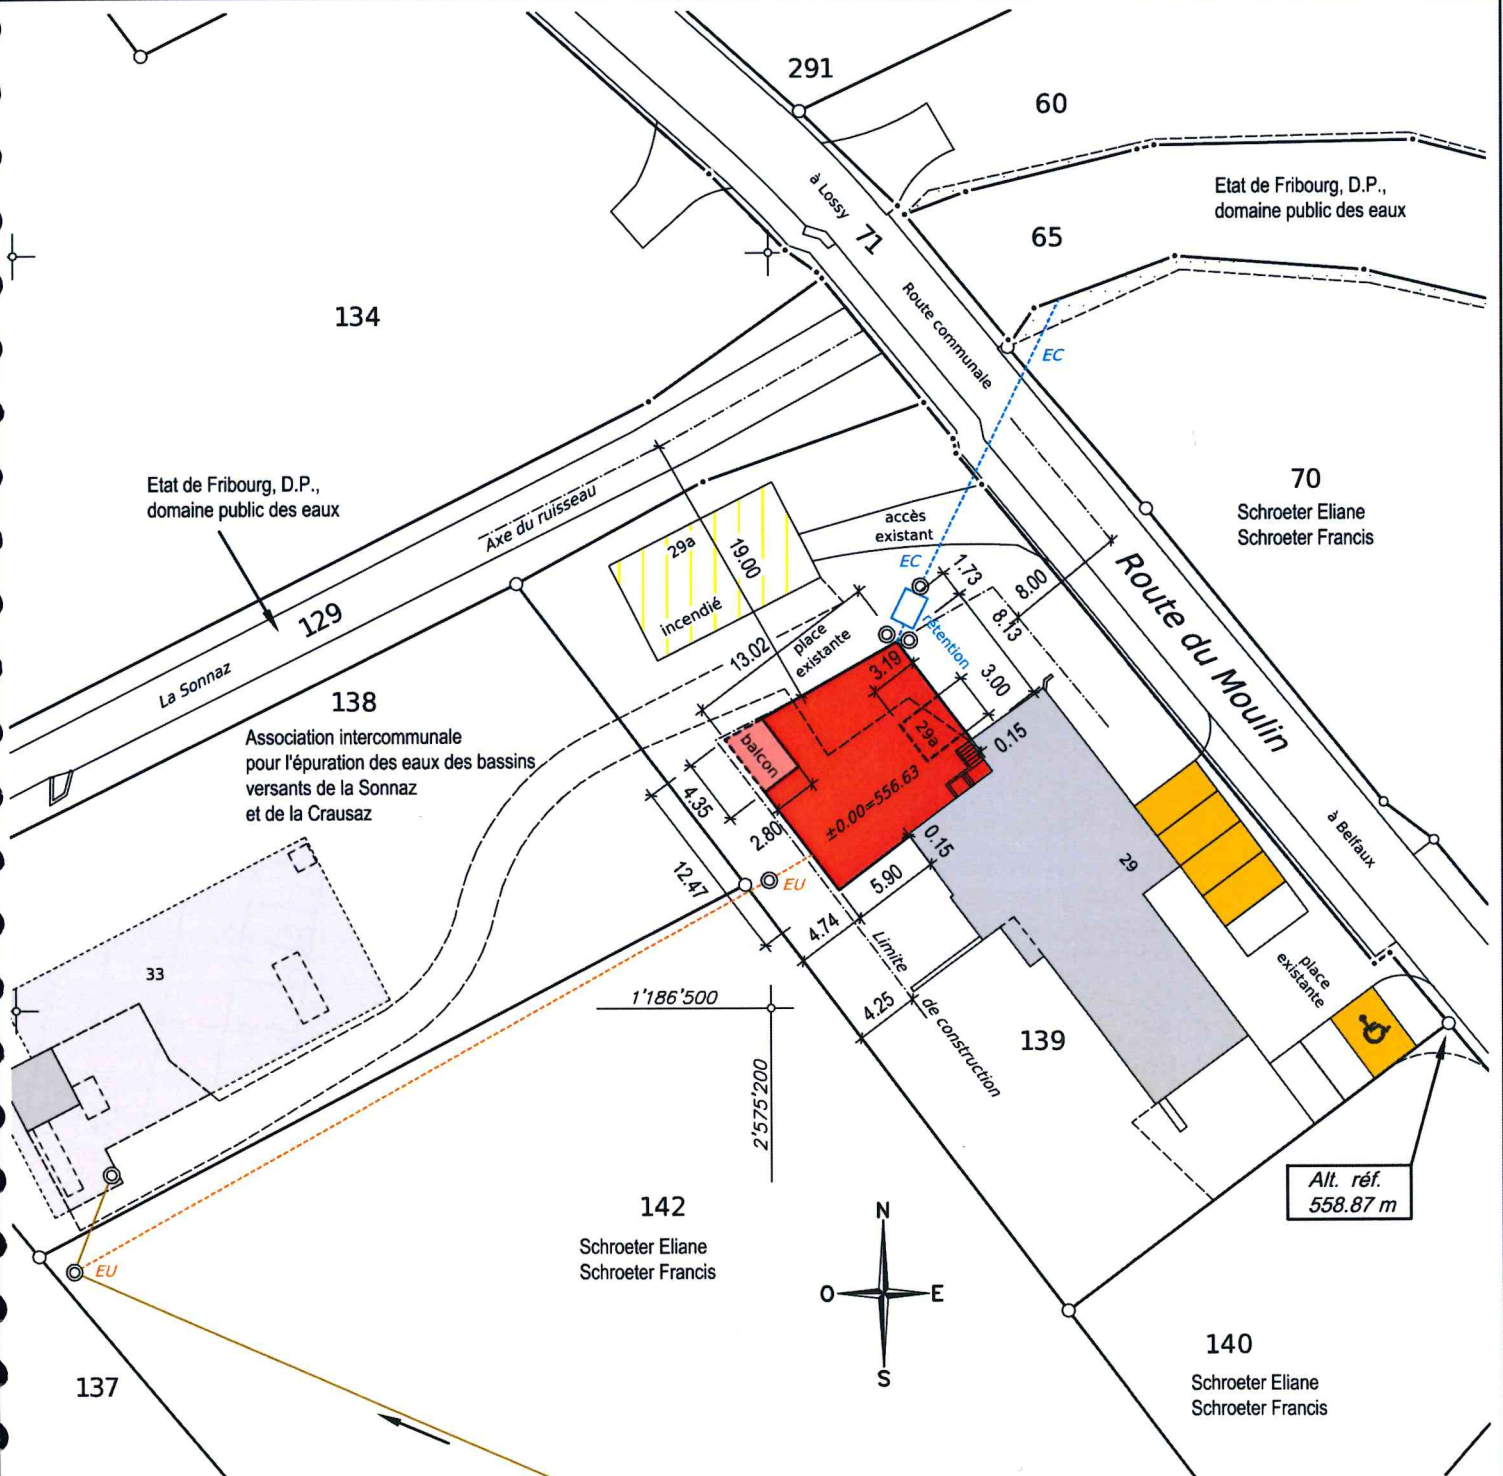 291
60
Etat de Fribourg, D.P.,
domaine public des eaux
à Lossy
71
65
134
Route communale
EC
Etat de Fribourg, D.P.,
domaine public des eaux
70
Schroeter Eliane
Schroeter Francis
Axe du ruisseau
accès
existant
29a
19.00
EC
1.73
8.00
Route du Moulin
129
incendié
8.13
rétention
place
existante
13.02
La Sonnaz
3.19
3.00
138
Association intercommunale
pour l'épuration des eaux des bassins
versants de la Sonnaz
et de la Crausaz
balcon
29a
0.15
4.35
2.80
±0.00=556.63
0.15
à Belfaux
29
12.47
EU
5.90
4.74
Limite
de construction
33
place
existante
1'186'500
4.25
139
2'575'200
Alt. réf.
558.87 m
142
Schroeter Eliane
Schroeter Francis
N
O
E
S
EU
137
140
Schroeter Eliane
Schroeter Francis